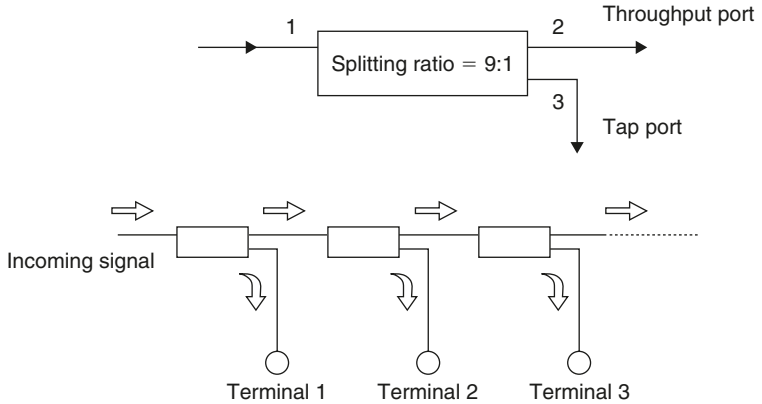 Throughput port
1
2
Splitting ratio = 9:1
3
Tap port
Incoming signal
Terminal 1
Terminal 2
Terminal 3